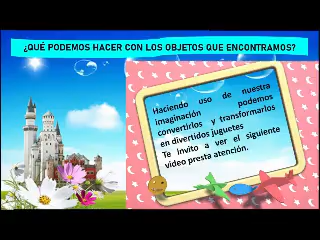 ¿QUÉ PODEMOS HACER CON LOS OBJETOS QUE ENCONTRAMOS?
Haciendo uso de nuestra
imaginación podemos
convertirlos y transformarlos
en divertidos juguetes
Te invito a ver el siguiente
video presta atención.